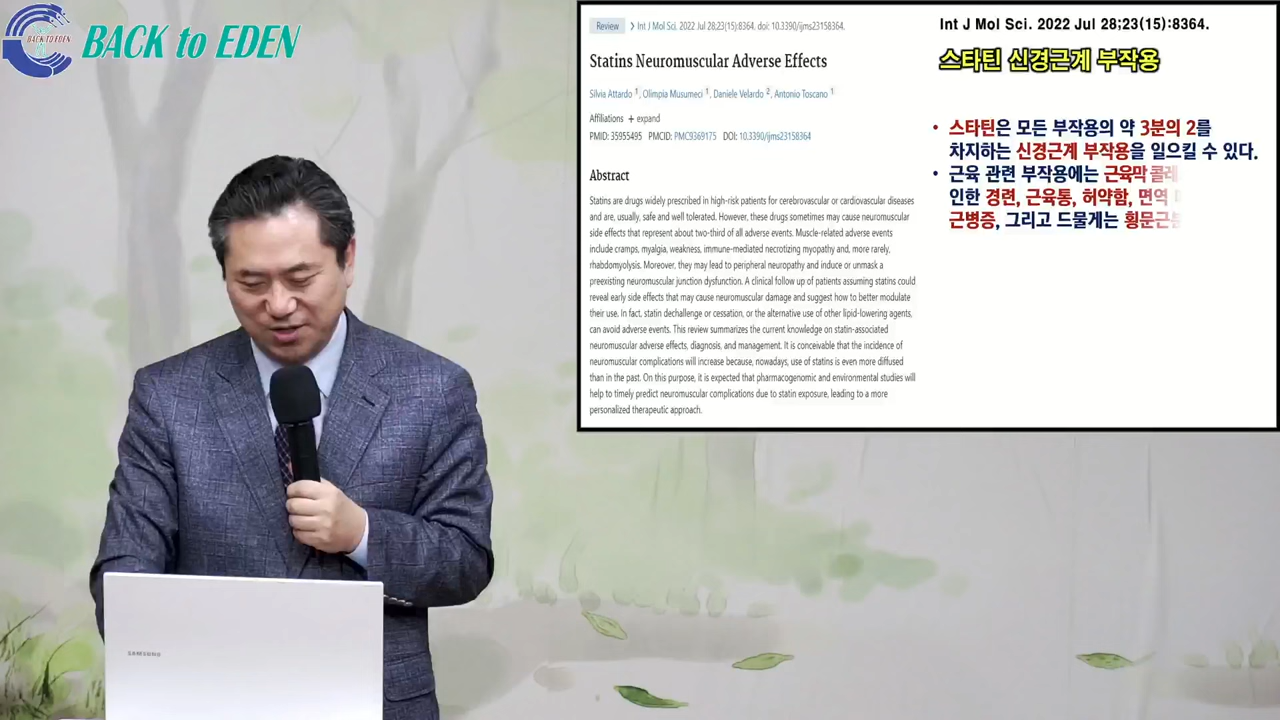 BACK TO EDEN
BACK to EDEN
Review > Int J Mol Sci. 2022 Jul 28;23(15):8364. doi: 10.3390/ijms23158364.
Statins Neuromuscular Adverse Effects
Silvia Attardo 1, Olimpia Musumeci 1, Daniele Velardo 2, Antonio Toscano 1
Affiliations + expand
PMID: 35955495 PMCID: PMC9369175 DOI: 10.3390/ijms23158364
Abstract
Statins are drugs widely prescribed in high-risk patients for cerebrovascular or cardiovascular diseases
and are, usually, safe and well tolerated. However, these drugs sometimes may cause neuromuscular
side effects that represent about two-third of all adverse events. Muscle-related adverse events
include cramps, myalgia, weakness, immune-mediated necrotizing myopathy and, more rarely,
rhabdomyolysis. Moreover, they may lead to peripheral neuropathy and induce or unmask a
preexisting neuromuscular junction dysfunction. A clinical follow up of patients assuming statins could
reveal early side effects that may cause neuromuscular damage and suggest how to better modulate
their use. In fact, statin dechallenge or cessation, or the alternative use of other lipid-lowering agents,
can avoid adverse events. This review summarizes the current knowledge on statin-associated
neuromuscular adverse effects, diagnosis, and management. It is conceivable that the incidence of
neuromuscular complications will increase because, nowadays, use of statins is even more diffused
than in the past. On this purpose, it is expected that pharmacogenomic and environmental studies will
help to timely predict neuromuscular complications due to statin exposure, leading to a more
personalized therapeutic approach.
Int J Mol Sci. 2022 Jul 28;23(15):8364.
스타틴 신경근계 부작용
• 스타틴은 모든 부작용의 약 3분의 2를
차지하는 신경근계 부작용을 일으킬 수 있다.
• 근육 관련 부작용에는 근육막 콜레
인한 경련, 근육통, 허약함, 면역
근병증, 그리고 드물게는 횡문근
SAMSUNG